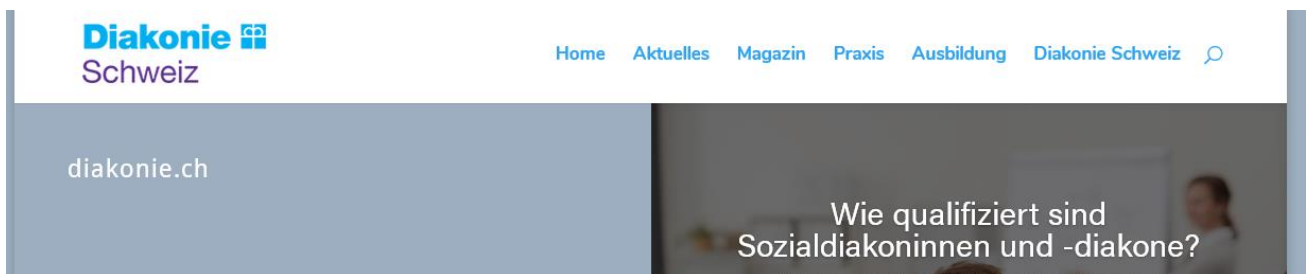 Diakonie
Schweiz
Home Aktuelles Magazin Praxis Ausbildung Diakonie Schweiz
diakonie.ch
Wie qualifiziert sind
Sozialdiakoninnen und -diakone?